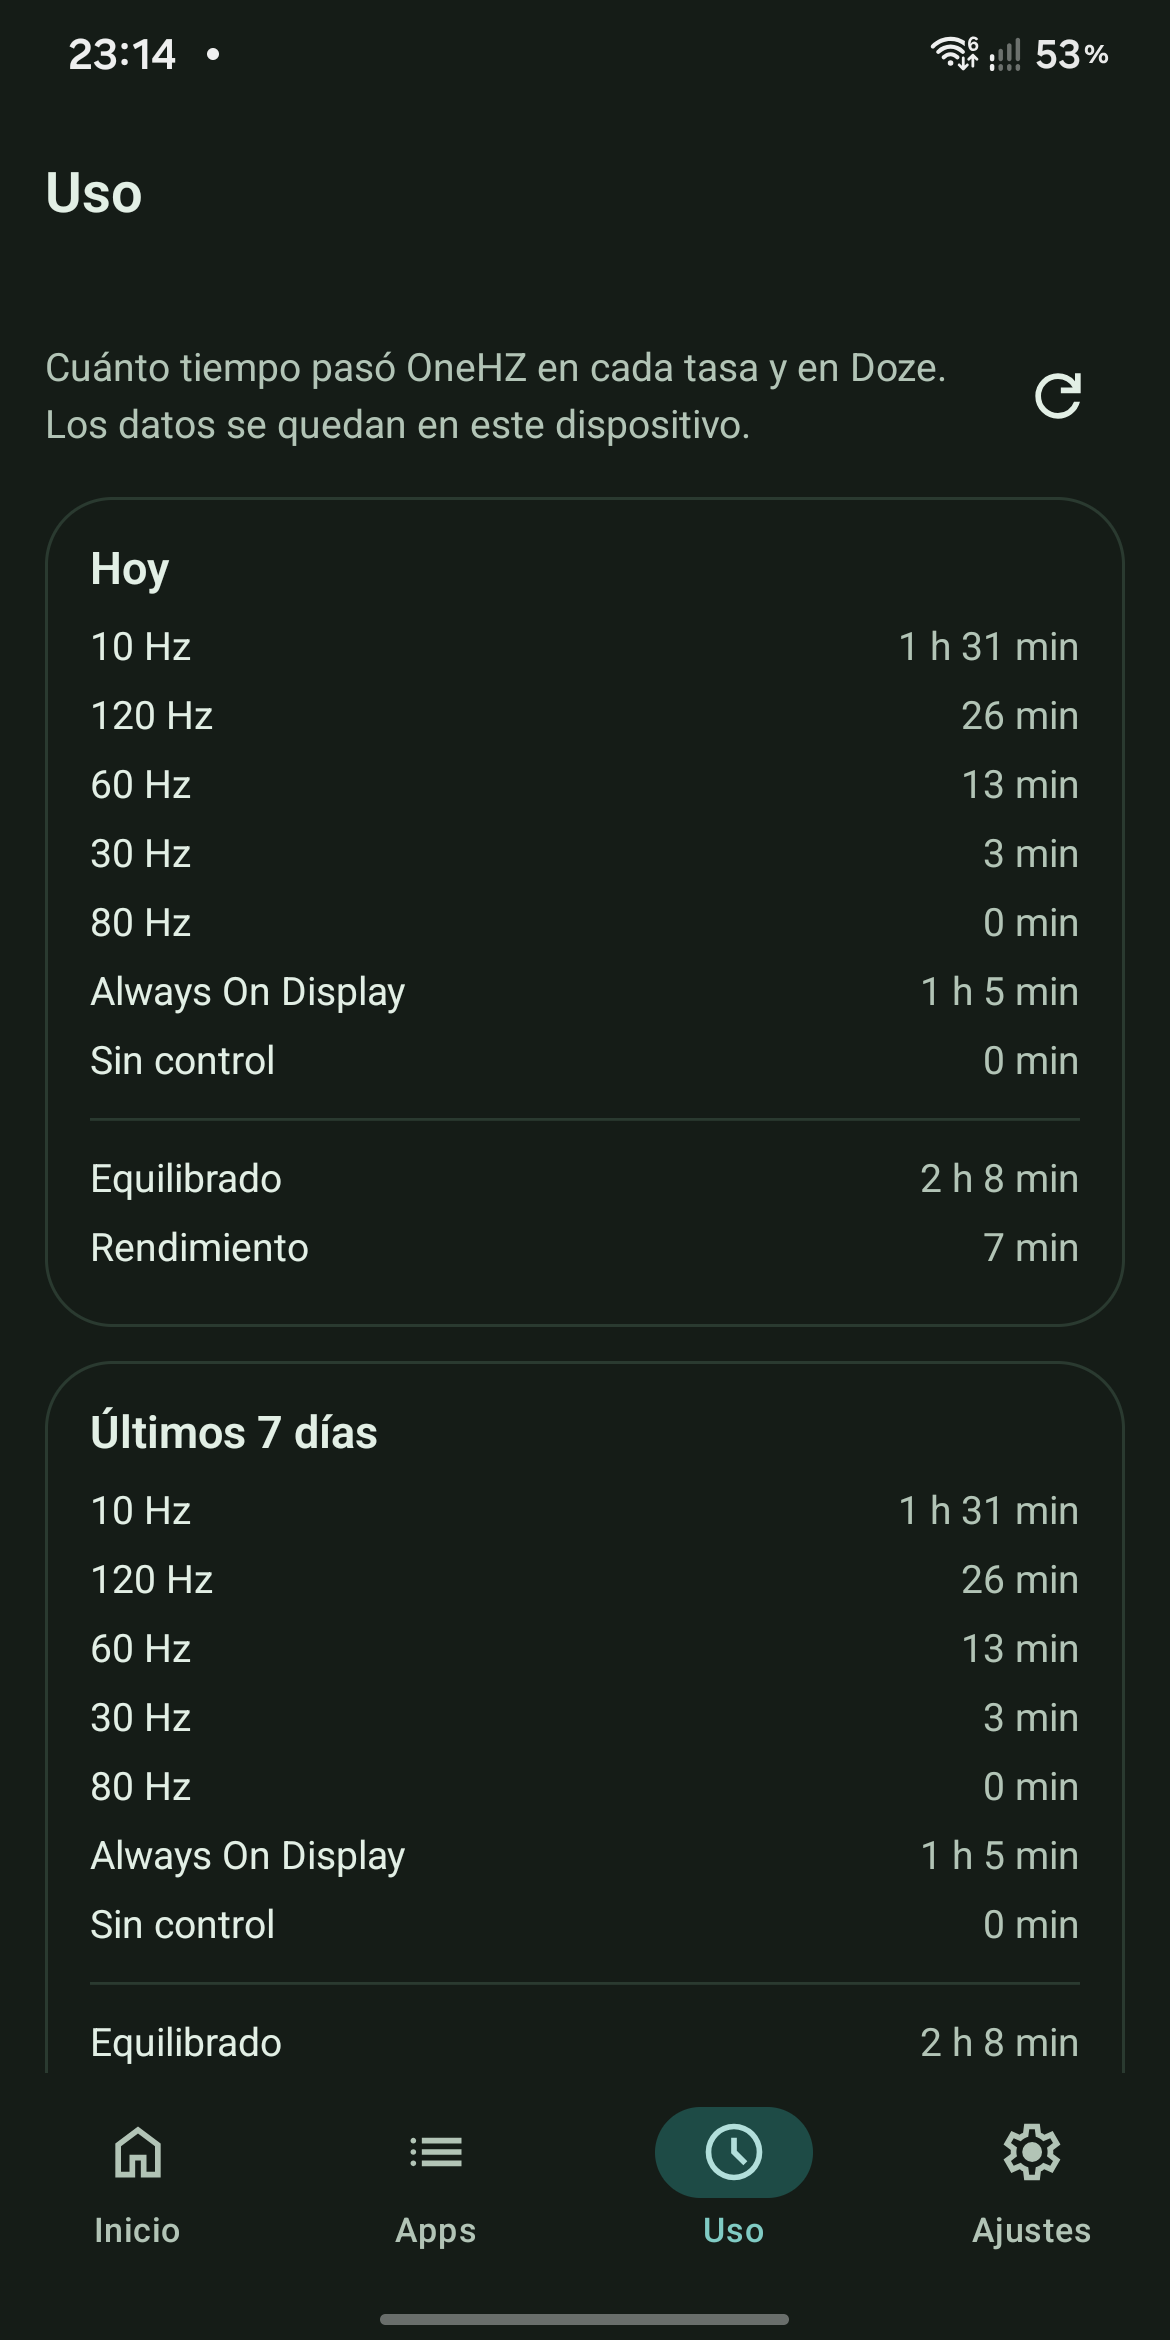 23:14
6
53%
Uso
Cuánto tiempo pasó OneHZ en cada tasa y en Doze.
Los datos se quedan en este dispositivo.
Hoy
10 Hz 1 h 31 min
120 Hz 26 min
60 Hz 13 min
30 Hz 3 min
80 Hz 0 min
Always On Display 1 h 5 min
Sin control 0 min
Equilibrado 2 h 8 min
Rendimiento 7 min
Últimos 7 días
10 Hz 1 h 31 min
120 Hz 26 min
60 Hz 13 min
30 Hz 3 min
80 Hz 0 min
Always On Display 1 h 5 min
Sin control 0 min
Equilibrado 2 h 8 min
Inicio Apps Uso Ajustes